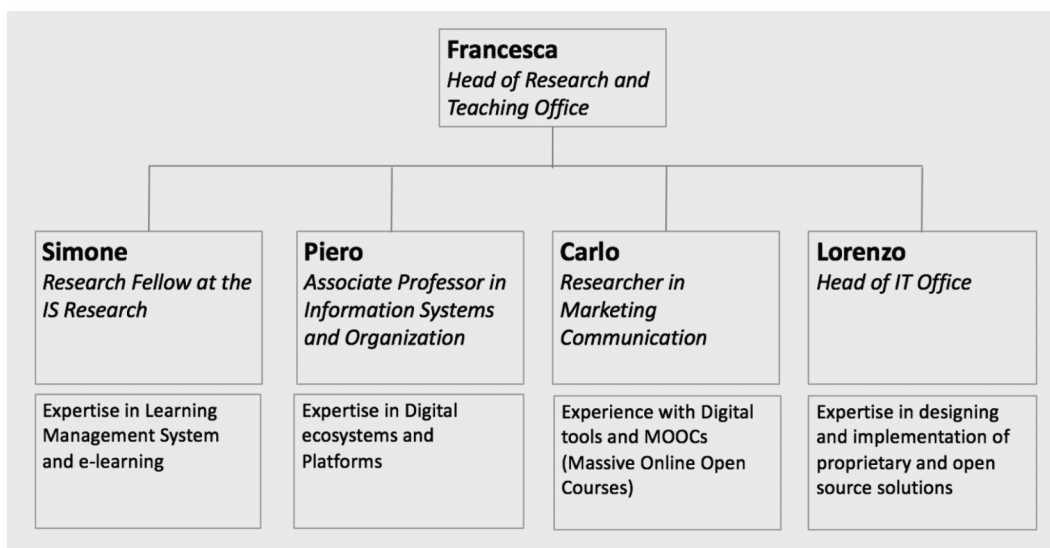 Francesca
Head of Research and
Teaching Office
Simone
Research Fellow at the
IS Research
Piero
Associate Professor in
Information Systems
and Organization
Carlo
Researcher in
Marketing
Communication
Lorenzo
Head of IT Office
Expertise in Learning
Management System
and e-learning
Expertise in Digital
ecosystems and
Platforms
Experience with Digital
tools and MOOCs
(Massive Online Open
Courses)
Expertise in designing
and implementation of
proprietary and open
source solutions